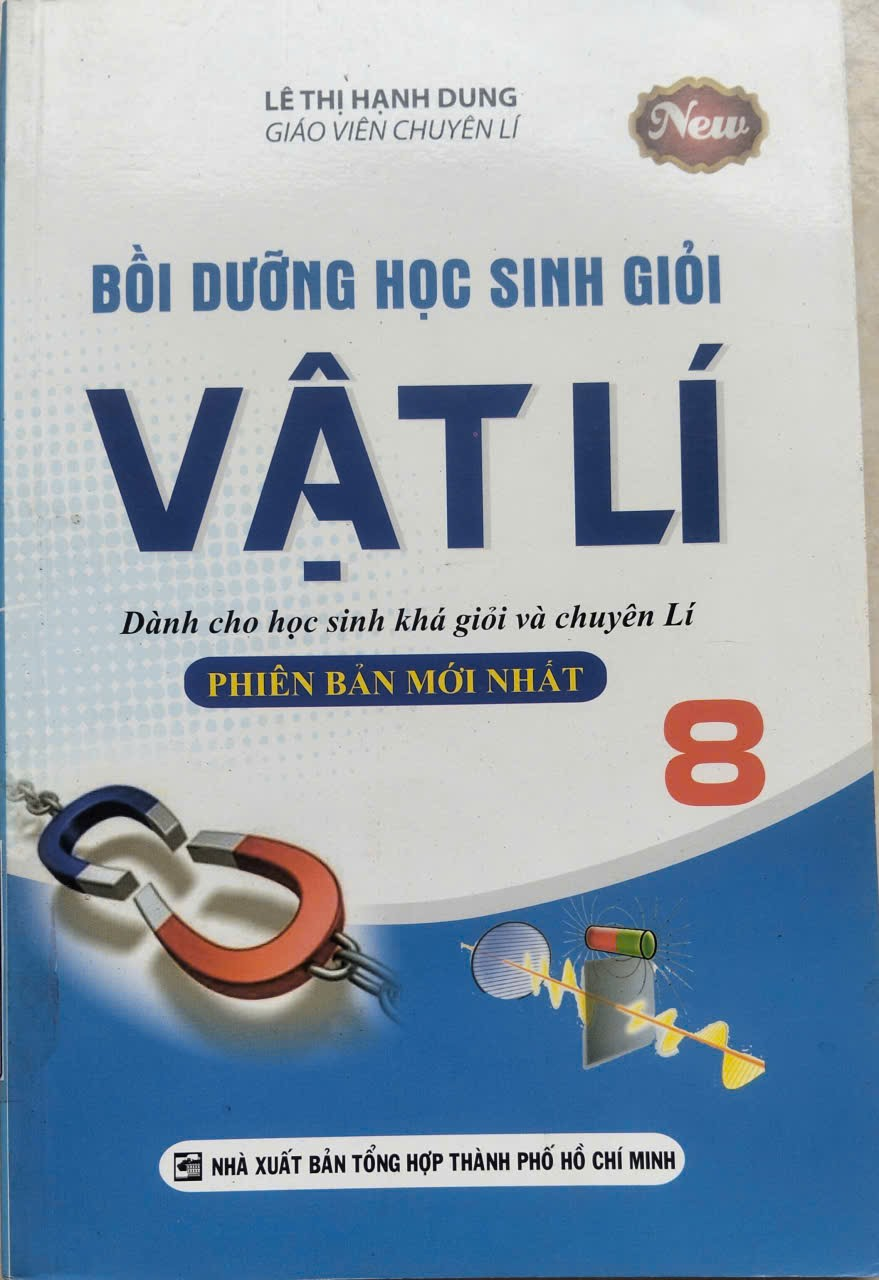 LÊ THỊ HẠNH DUNG
GIÁO VIÊN CHUYÊN LÍ
New
BỒI DƯỠNG HỌC SINH GIỎI
VẬT LÍ
Dành cho học sinh khá giỏi và chuyên Lí
PHIÊN BẢN MỚI NHẤT
8
NHÀ XUẤT BẢN TỔNG HỢP THÀNH PHỐ HỒ CHÍ MINH